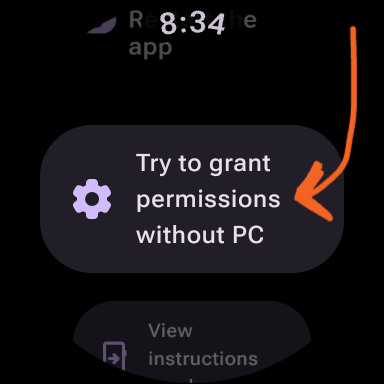 8:34
app
Try to grant
permissions
without PC
View
instructions